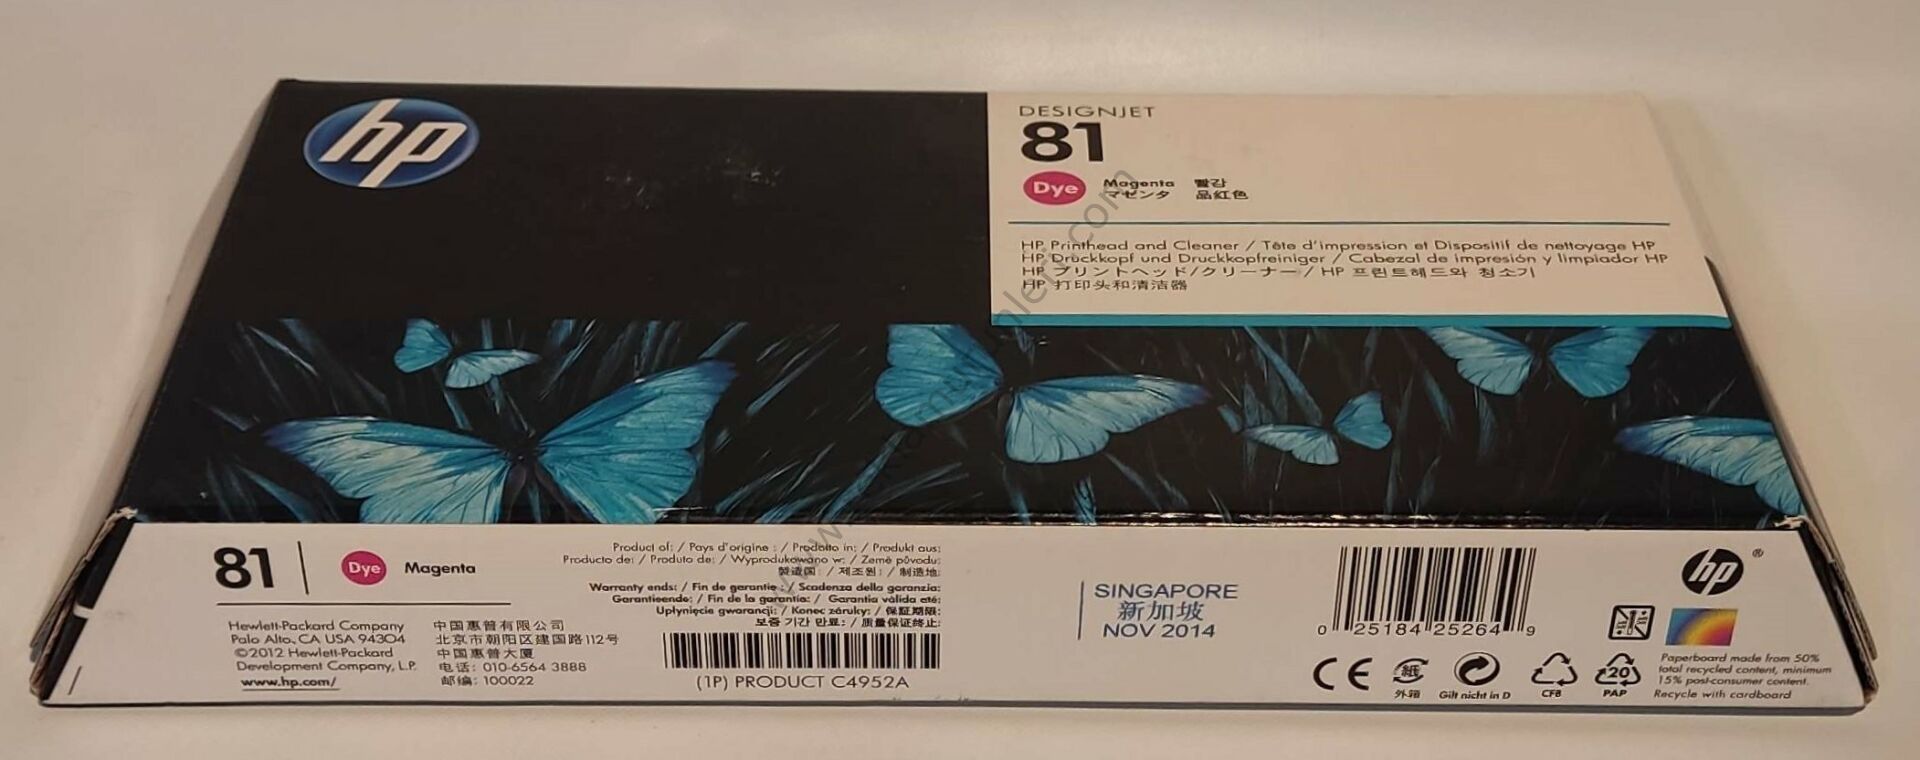 hp
DESIGNJET
81
Dye Magenta 빨강
マゼンタ 品紅色
HP Printhead and Cleaner / Tête d'impression et Dispositif de nettoyage HP
HP Druckkopf und Druckkopfreiniger / Cabezal de impresión y limpiador HP
HP プリントヘッド/クリーナー / HP 프린트헤드와 청소기
HP 打印头和清洁器
81 Dye Magenta
Hewlett-Packard Company
Palo Alto, CA USA 94304
©2012 Hewlett-Packard
Development Company, L.P.
www.hp.com/
中国惠普有限公司
北京市朝阳区建国路112号
中国惠普大厦
电话: 010-6564 3888
邮编: 100022
Product of: / Pays d'origine : / Prodotto in: / Produkt aus:
Producto de: / Produto de: / Wyprodukowano w: / Země původu:
製造国: / 제조원: / 制造地:
Warranty ends: / Fin de garantie : / Scadenza della garanzia:
Garantieende: / Fin de la garantía: / Garantia válida até:
Upłynięcie gwarancji: / Konec záruky: / 保証期限:
보증 기간 만료: / 质量保证终止:
(1P) PRODUCT C4952A
SINGAPORE
新加坡
NOV 2014
0 25184 25264 9
hp ®
CE
紙
外箱
Gilt nicht in D
CFB
20
PAP
Paperboard made from 50%
total recycled content, minimum
15% post-consumer content.
Recycle with cardboard